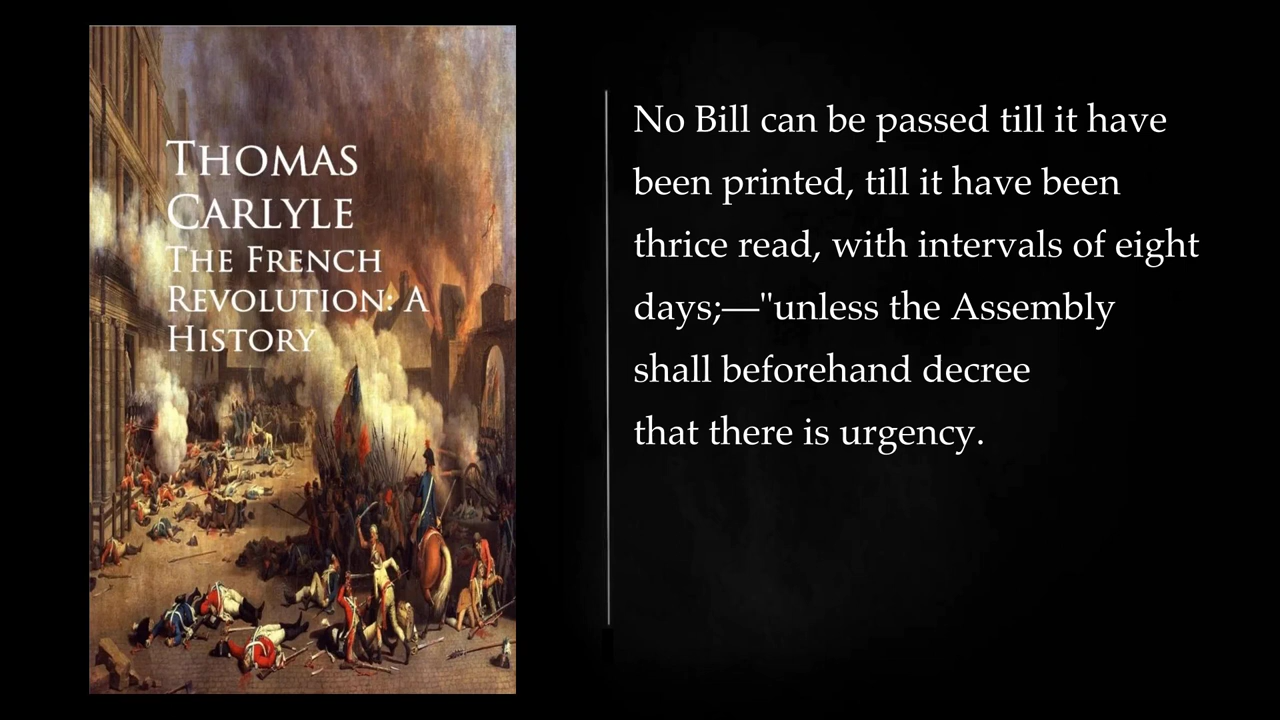 THOMAS
CARLYLE
THE FRENCH
REVOLUTION: A
HISTORY
No Bill can be passed till it have
been printed, till it have been
thrice read, with intervals of eight
days;—"unless the Assembly
shall beforehand decree
that there is urgency.